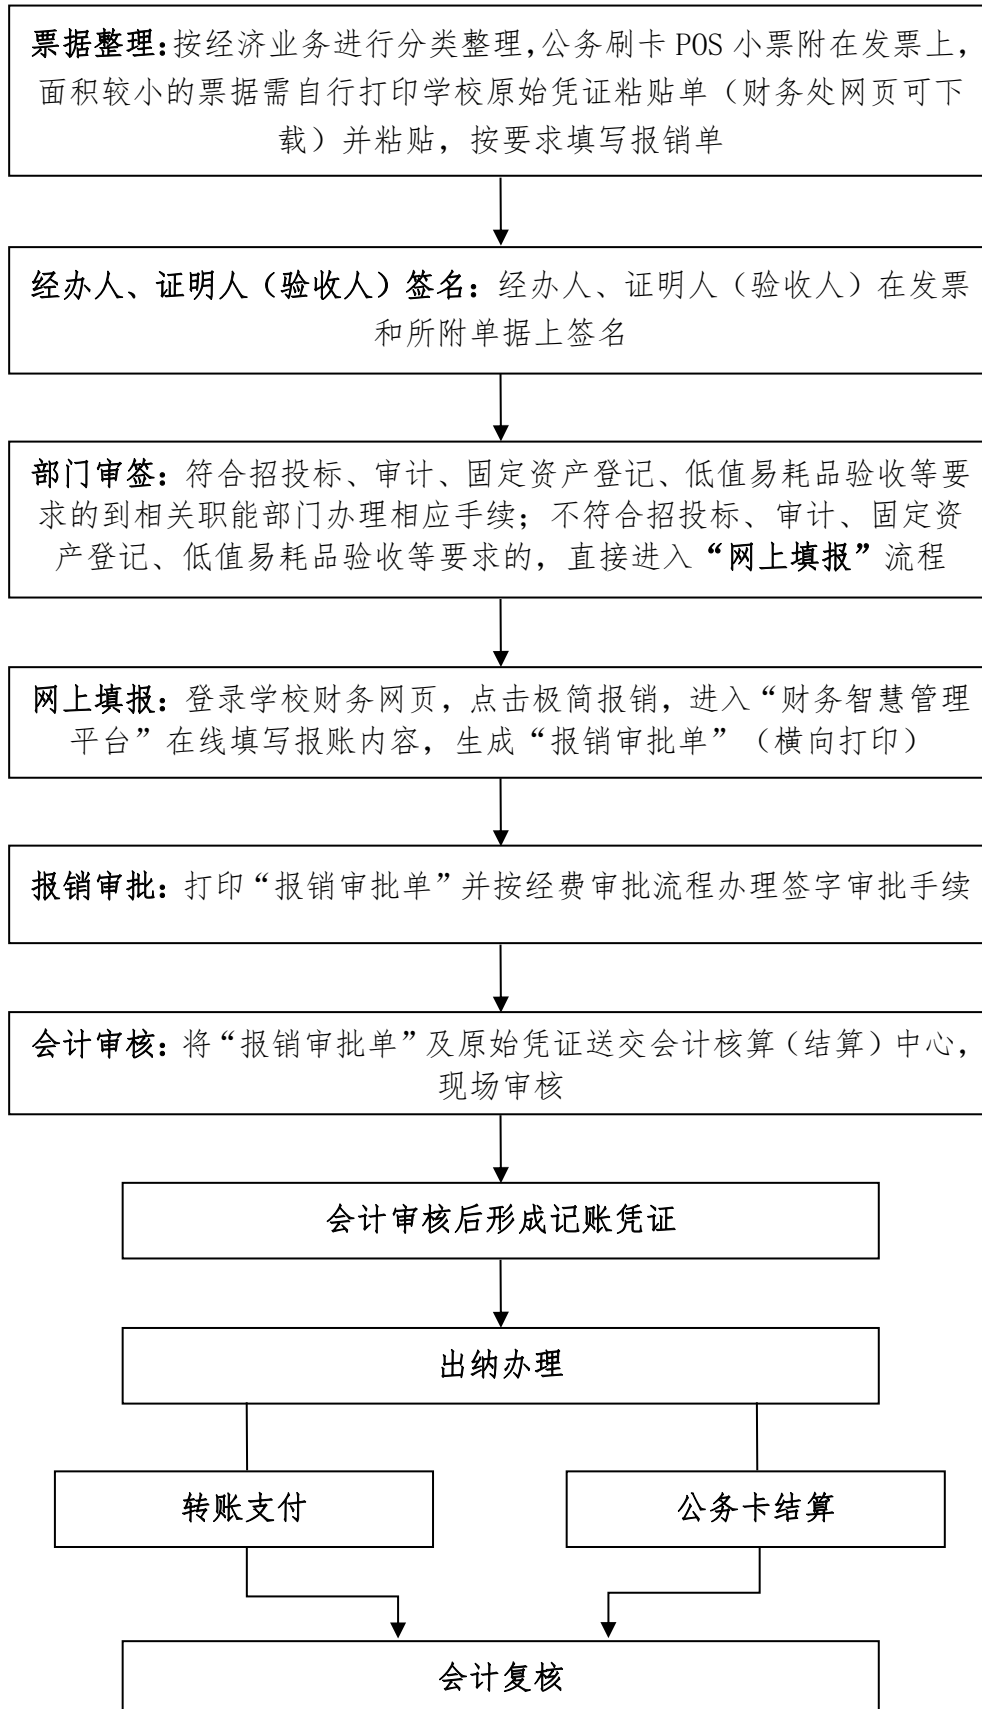 票据整理:按经济业务进行分类整理,公务刷卡 POS 小票附在发票上,
面积较小的票据需自行打印学校原始凭证粘贴单（财务处网页可下
载）并粘贴，按要求填写报销单
经办人、证明人（验收人）签名：经办人、证明人（验收人）在发票
和所附单据上签名
部门审签：符合招投标、审计、固定资产登记、低值易耗品验收等要
求的到相关职能部门办理相应手续；不符合招投标、审计、固定资
产登记、低值易耗品验收等要求的，直接进入“网上填报”流程
网上填报：登录学校财务网页，点击极简报销，进入“财务智慧管理
平台”在线填写报账内容，生成“报销审批单”（横向打印）
报销审批：打印“报销审批单”并按经费审批流程办理签字审批手续
会计审核：将“报销审批单”及原始凭证送交会计核算（结算）中心，
现场审核
会计审核后形成记账凭证
出纳办理
转账支付
公务卡结算
会计复核